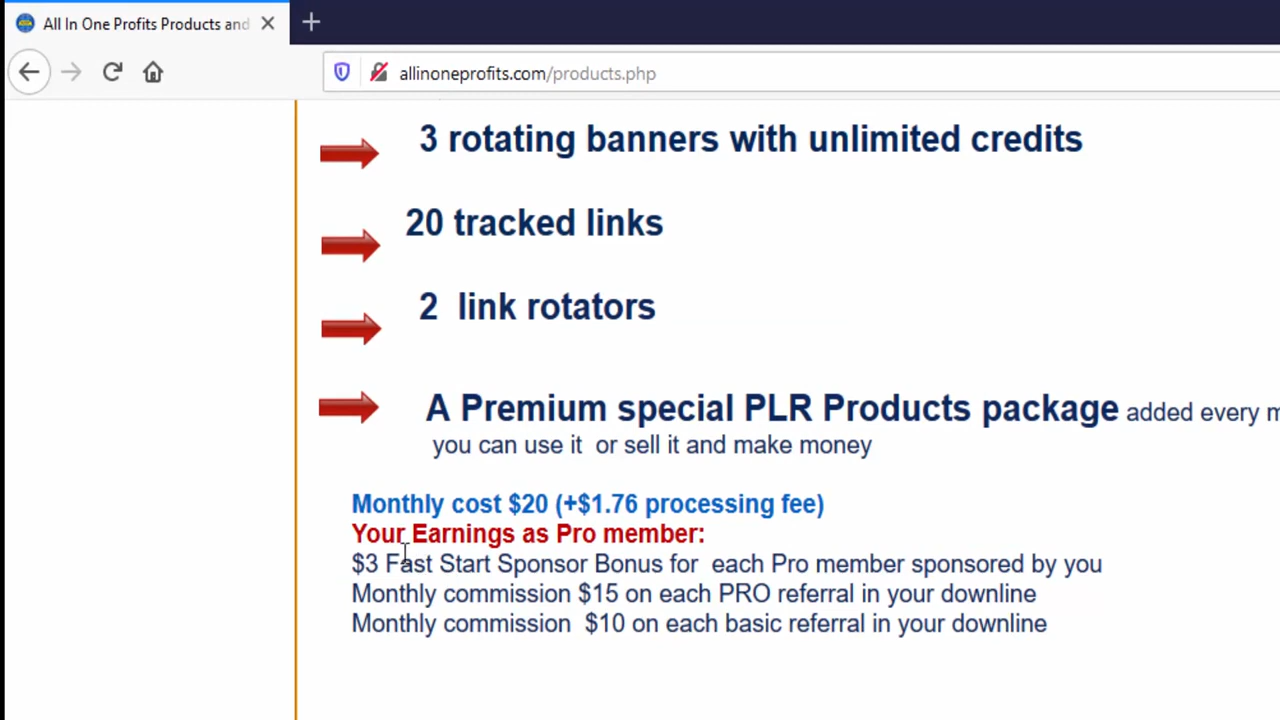 All In One Profits Products and
allinoneprofits.com/products.php
3 rotating banners with unlimited credits
20 tracked links
2 link rotators
A Premium special PLR Products package added every
you can use it or sell it and make money
Monthly cost $20 (+$1.76 processing fee)
Your Earnings as Pro member:
$3 Fast Start Sponsor Bonus for each Pro member sponsored by you
Monthly commission $15 on each PRO referral in your downline
Monthly commission $10 on each basic referral in your downline